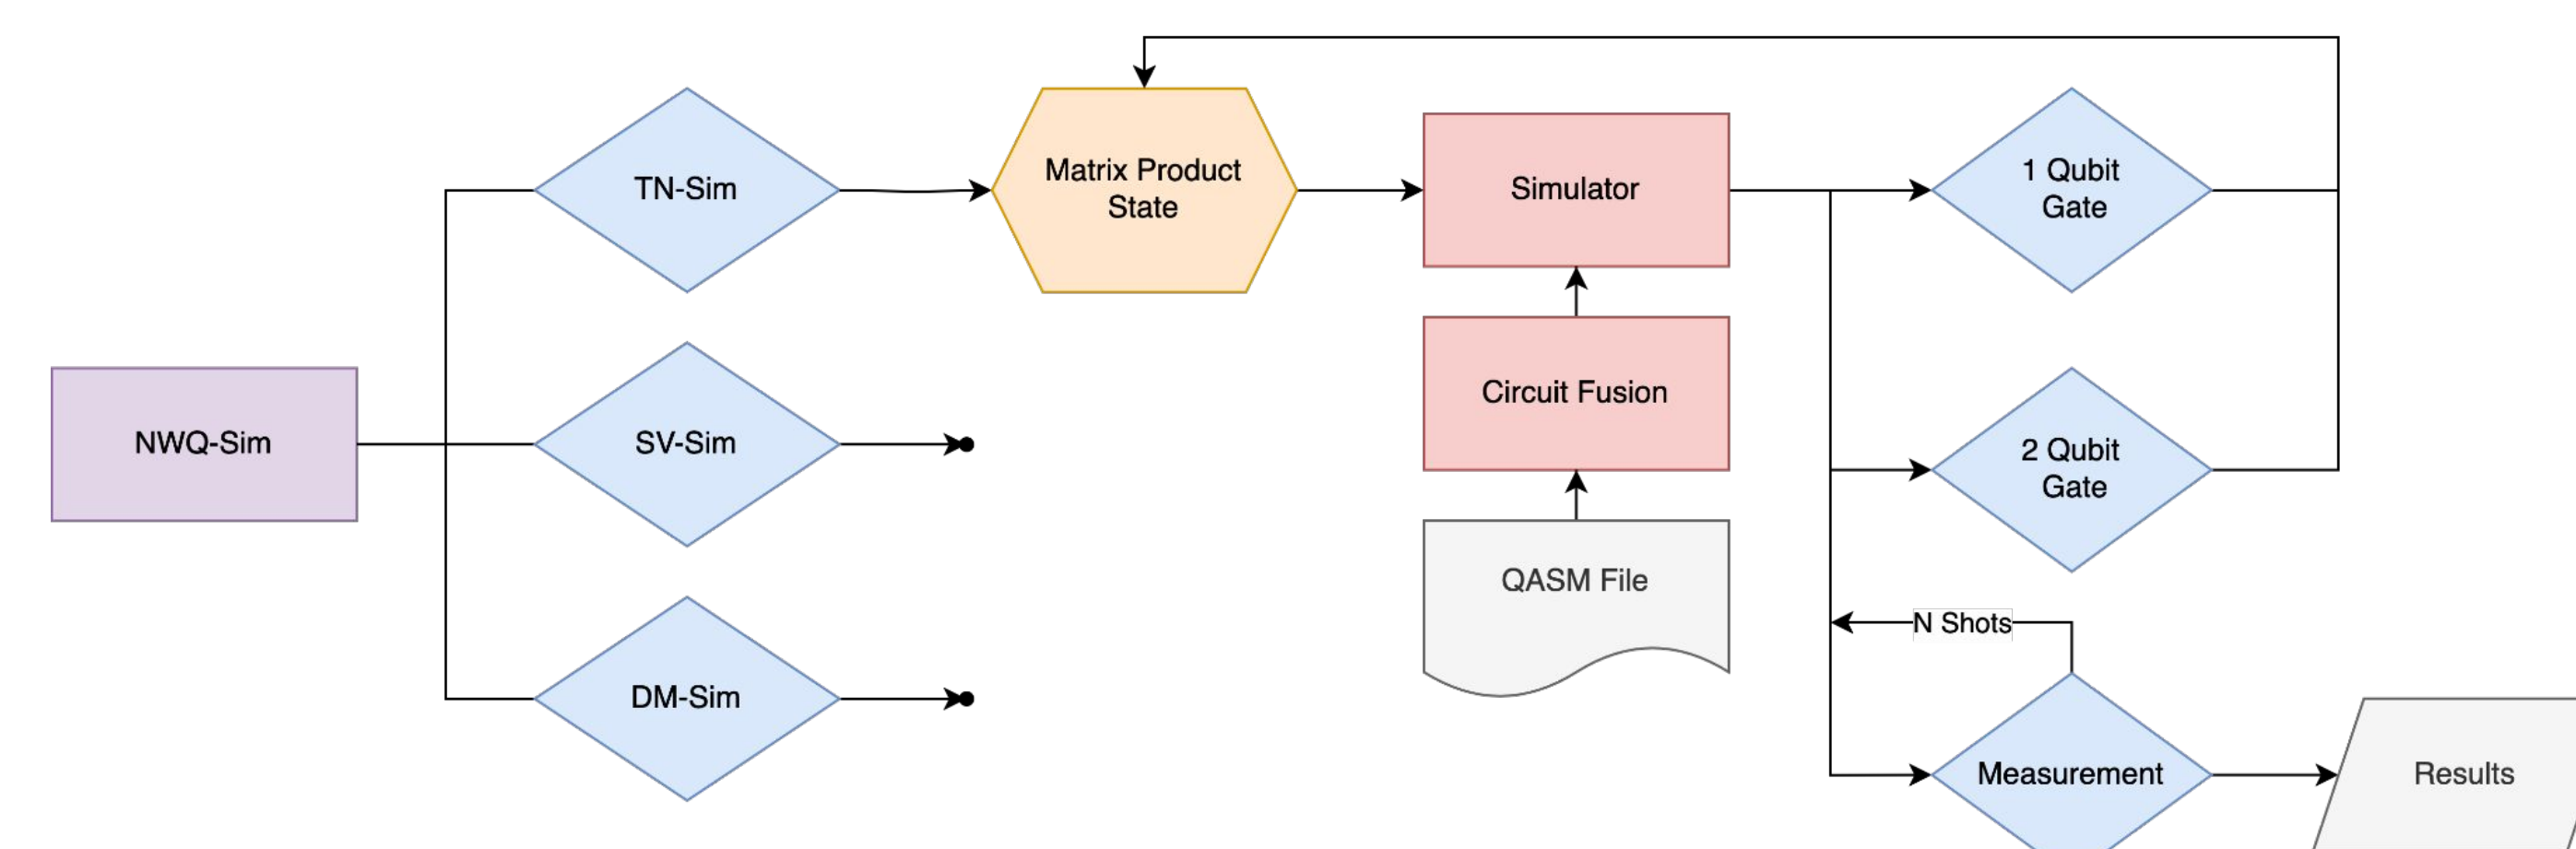 TN-Sim
Matrix Product
State
Simulator
1 Qubit
Gate
NWQ-Sim
SV-Sim
Circuit Fusion
2 Qubit
Gate
QASM File
N Shots
DM-Sim
Measurement
Results